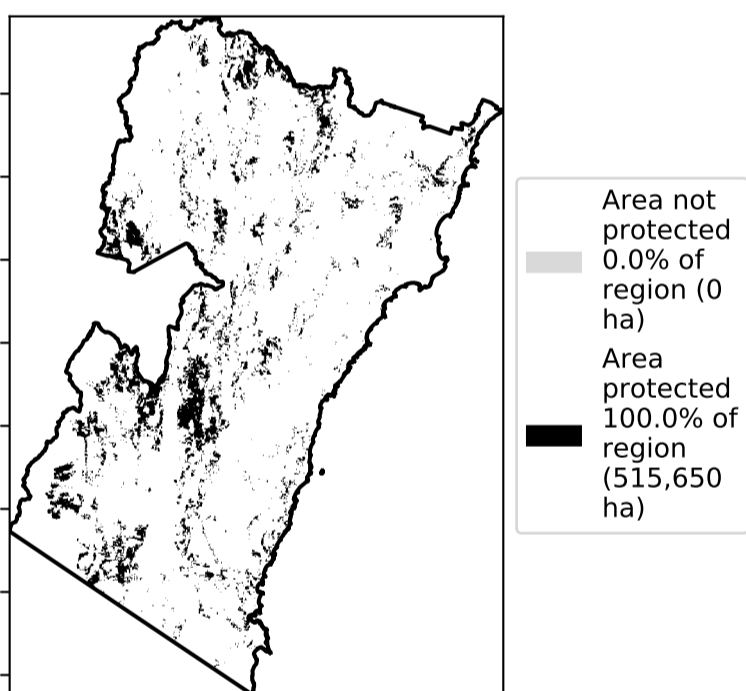 Area not
protected
0.0% of
region (0
ha)
Area
protected
100.0% of
region
(515,650
ha)